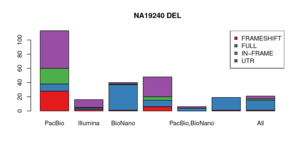 NA19240 DEL
FRAMESHIFT
FULL
IN-FRAME
UTR
100
80
60
40
20
0
PacBio Illumina BioNano PacBio,BioNano All